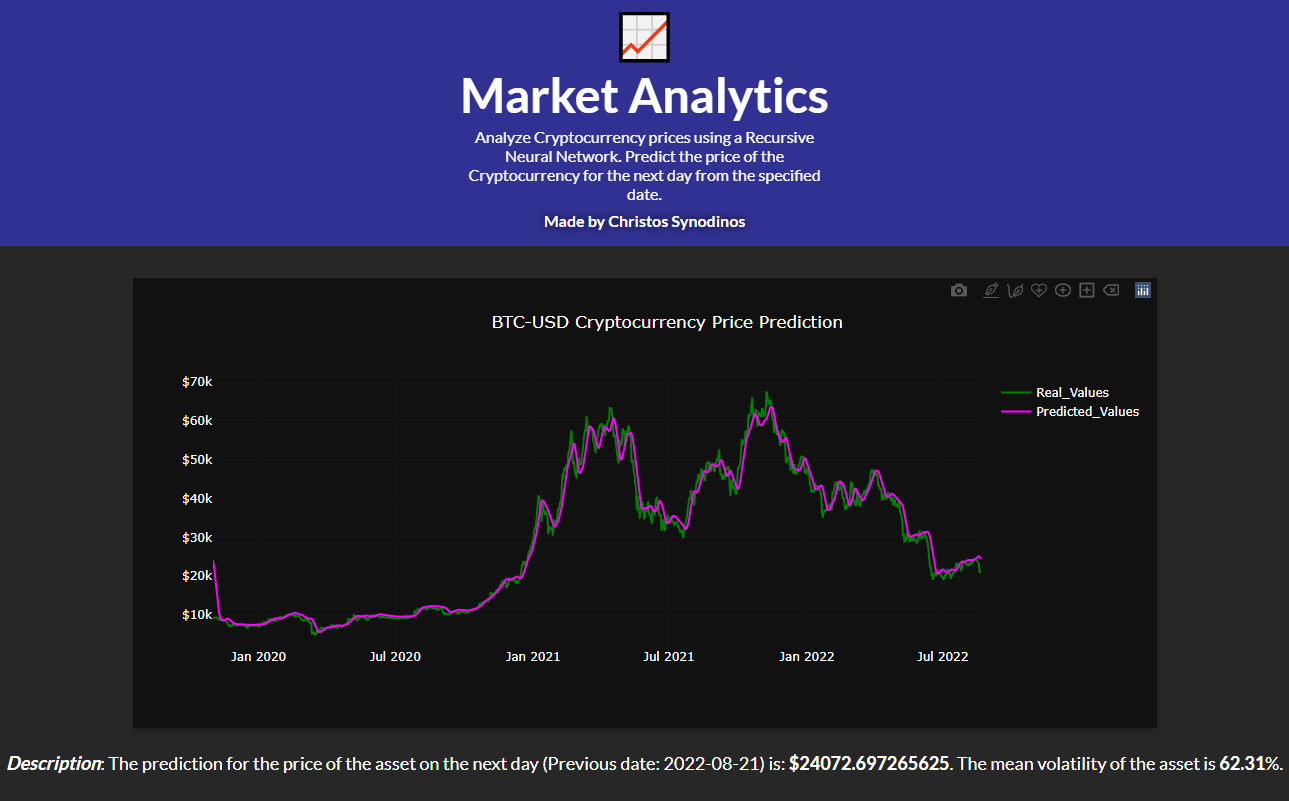 Market Analytics
Analyze Cryptocurrency prices using a Recursive
Neural Network. Predict the price of the
Cryptocurrency for the next day from the specified
date.
Made by Christos Synodinos
BTC-USD Cryptocurrency Price Prediction
$70k
$60k
$50k
$40k
$30k
$20k
$10k
Jan 2020 Jul 2020 Jan 2021 Jul 2021 Jan 2022 Jul 2022
Real_Values
Predicted_Values
Description: The prediction for the price of the asset on the next day (Previous date: 2022-08-21) is: $24072.697265625. The mean volatility of the asset is 62.31%.